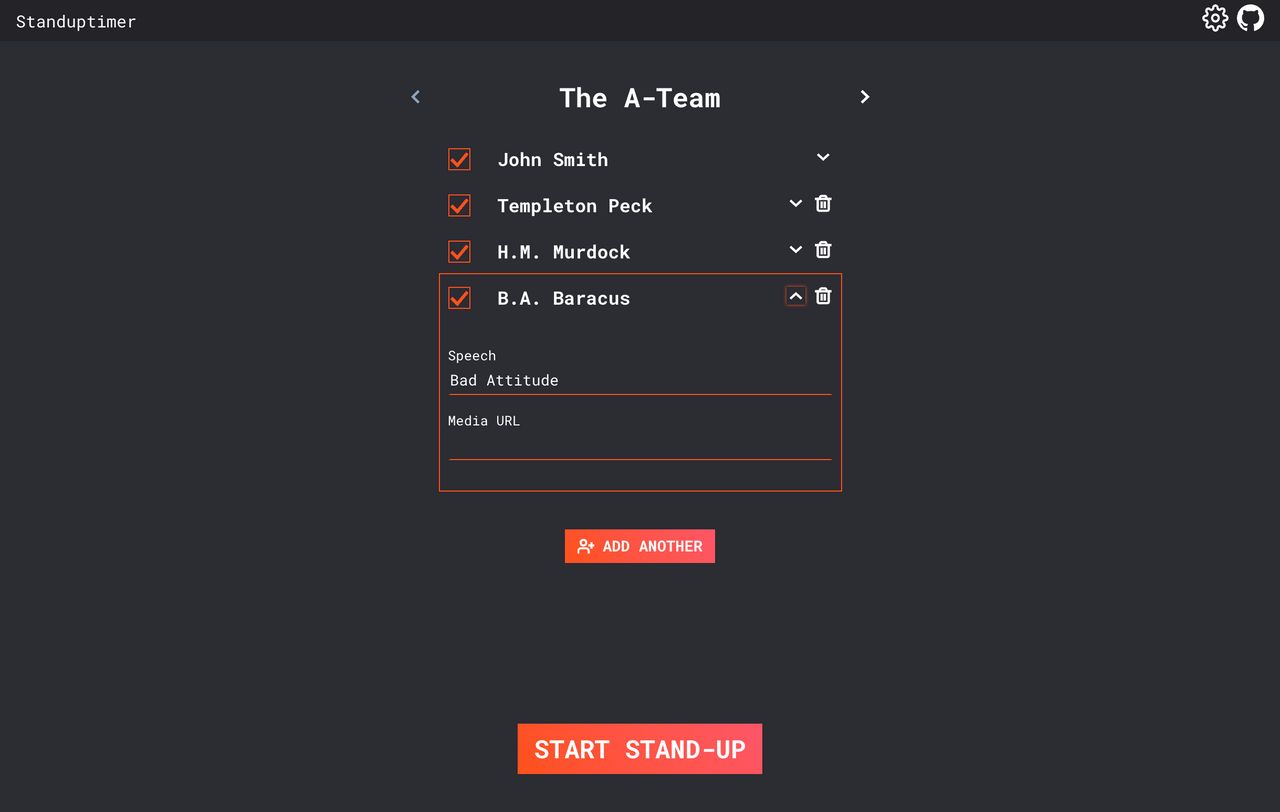 Standuptimer
The A-Team
John Smith
Templeton Peck
H.M. Murdock
B.A. Baracus
Speech
Bad Attitude
Media URL
ADD ANOTHER
START STAND-UP